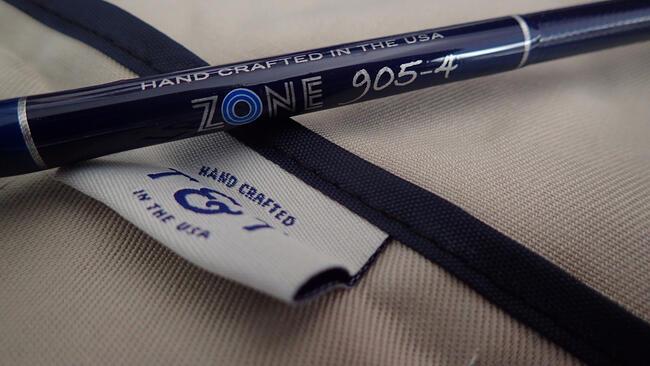 HAND CRAFTED IN THE USA
ZONE 905-4
HAND CRAFTED
T&T
IN THE USA